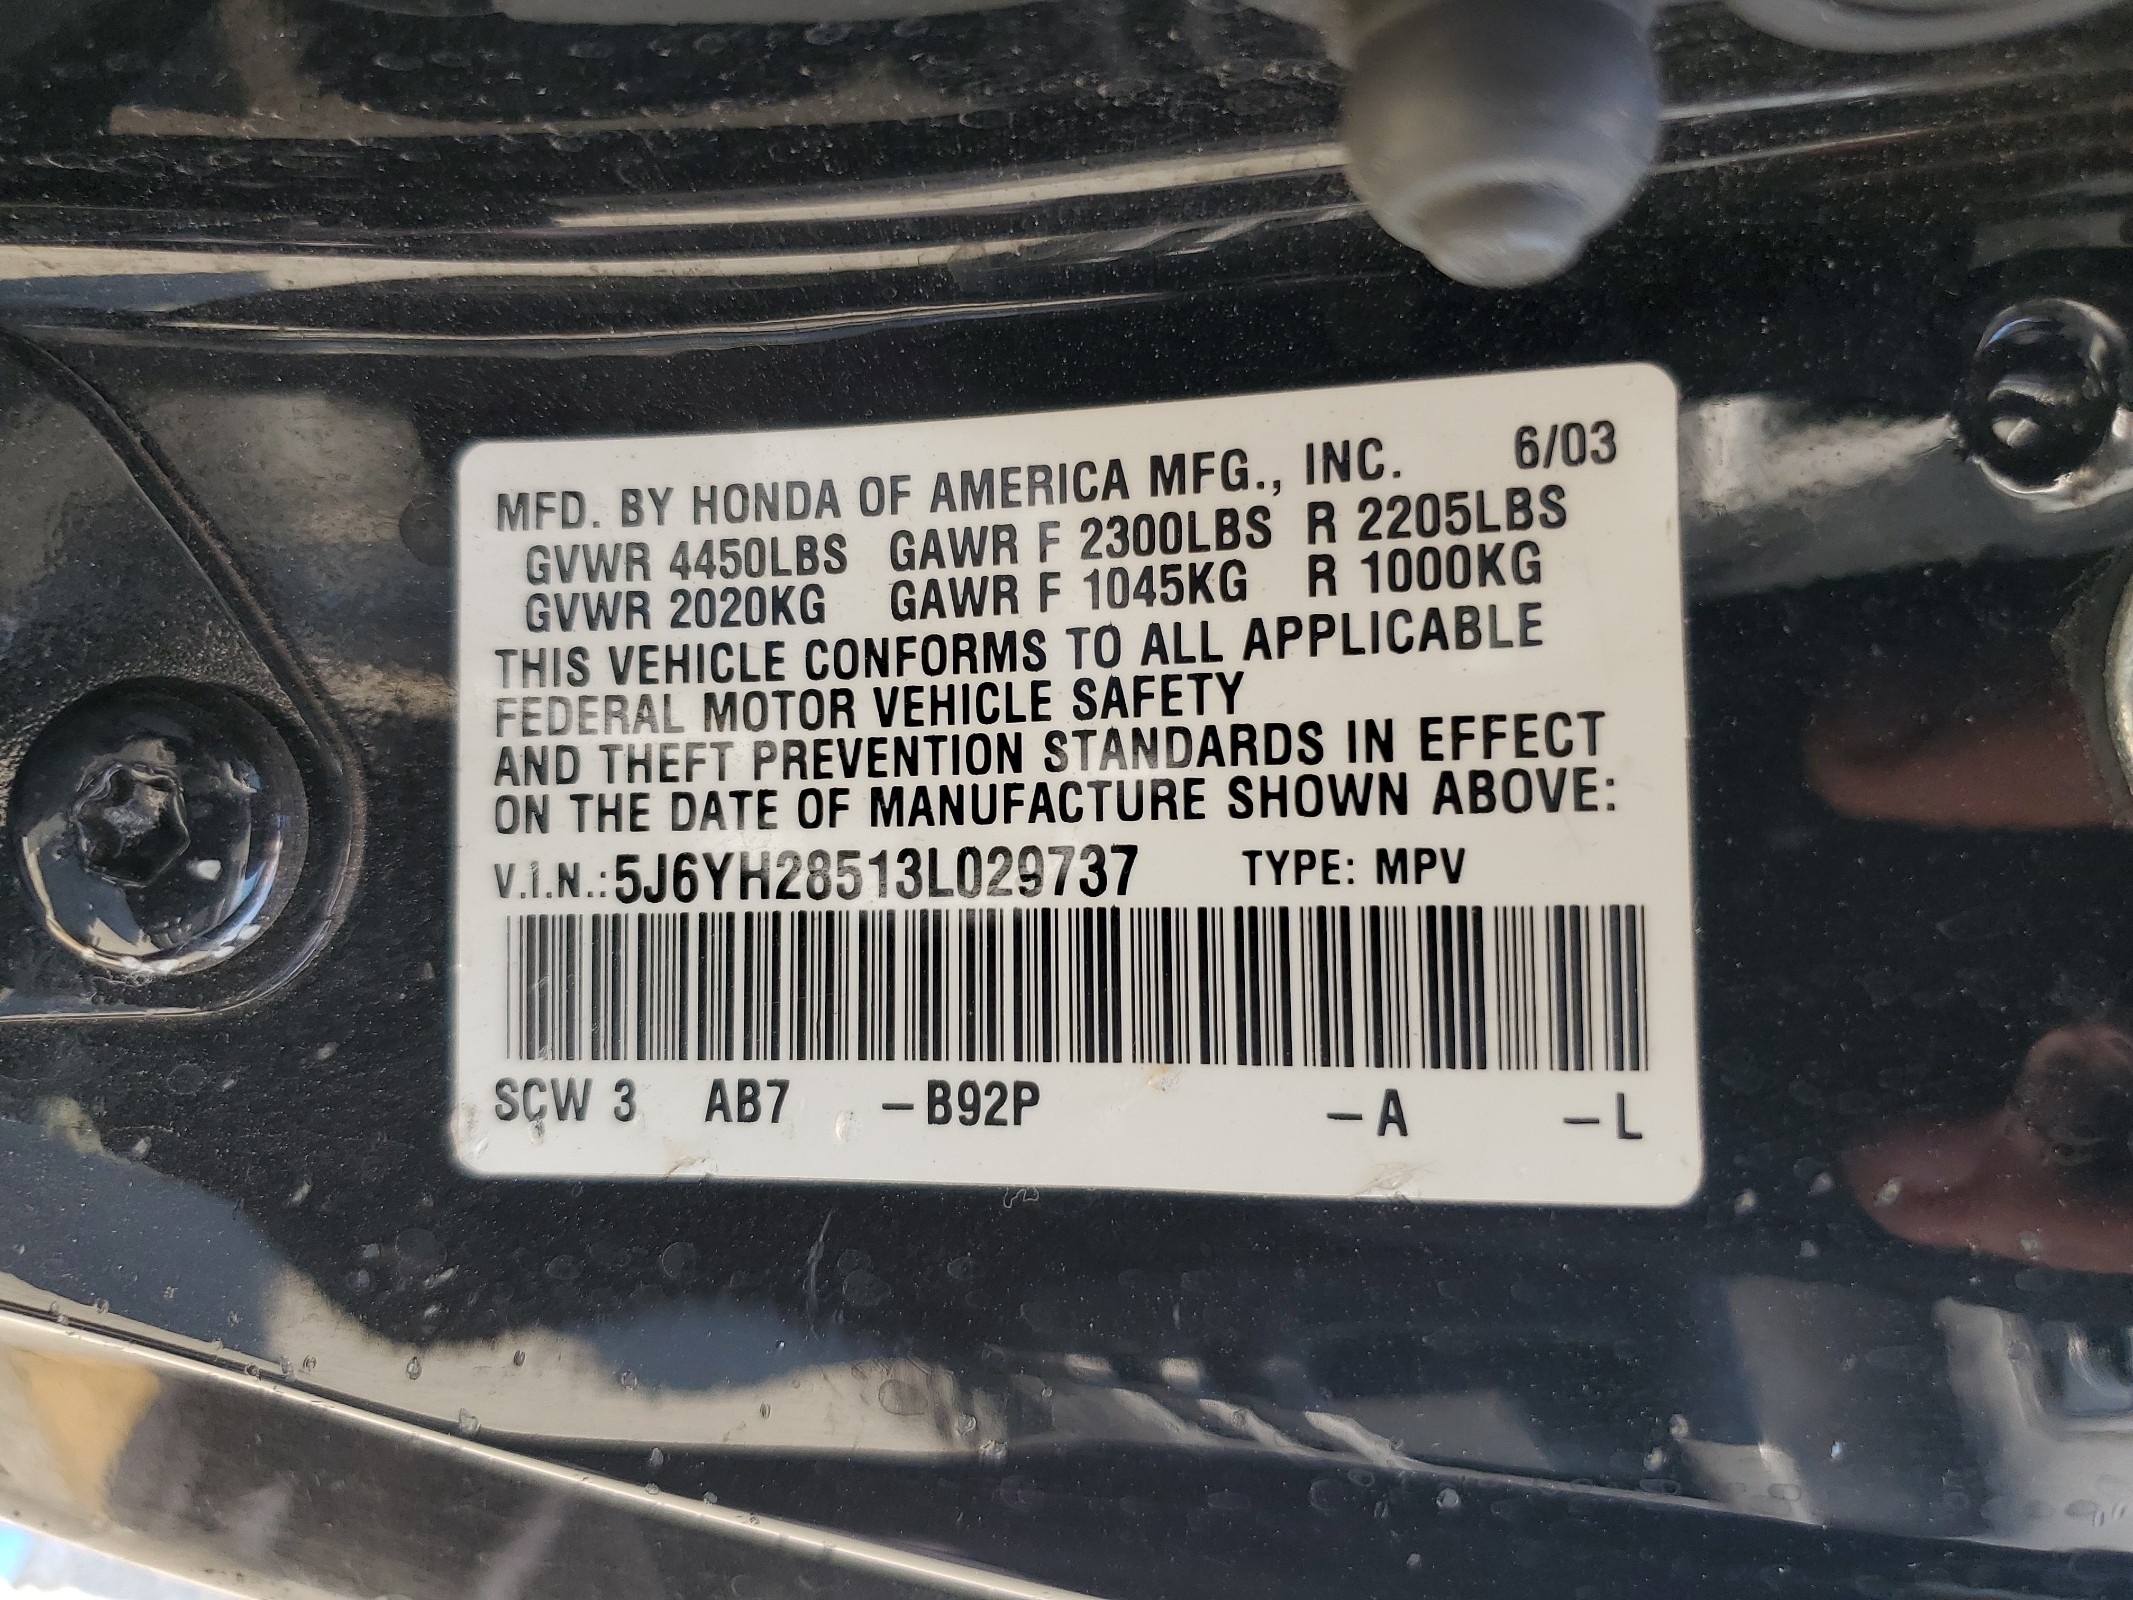 MFD. BY HONDA OF AMERICA MFG., INC. 6/03
GVWR 4450LBS GAWR F 2300LBS R 2205LBS
GVWR 2020KG GAWR F 1045KG R 1000KG
THIS VEHICLE CONFORMS TO ALL APPLICABLE
FEDERAL MOTOR VEHICLE SAFETY
AND THEFT PREVENTION STANDARDS IN EFFECT
ON THE DATE OF MANUFACTURE SHOWN ABOVE:
V.I.N.:5J6YH28513L029737 TYPE: MPV
SCW 3 AB7 –B92P –A –L